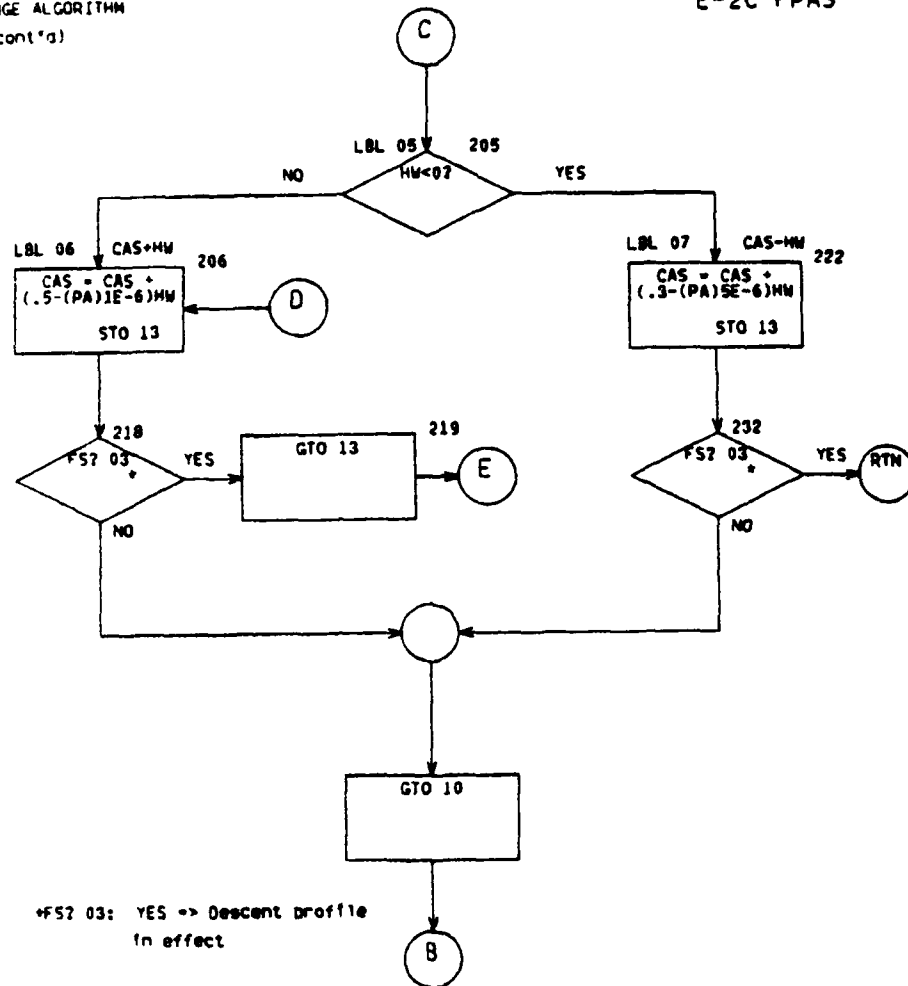 GE ALGORITHM
E-2C FPAS
cont'd)
C
LBL 05 205
HW<0?
NO
YES
LBL 06 CAS+HW
206
CAS = CAS +
(.5-(PA)1E-6)HW
STO 13
D
LBL 07 CAS-HW
222
CAS = CAS +
(.3-(PA)5E-6)HW
STO 13
218
FS? 03
*
YES
NO
219
GTO 13
E
232
FS? 03
*
YES
RTN
NO
GTO 10
*FS? 03: YES => Descent profile
in effect
B